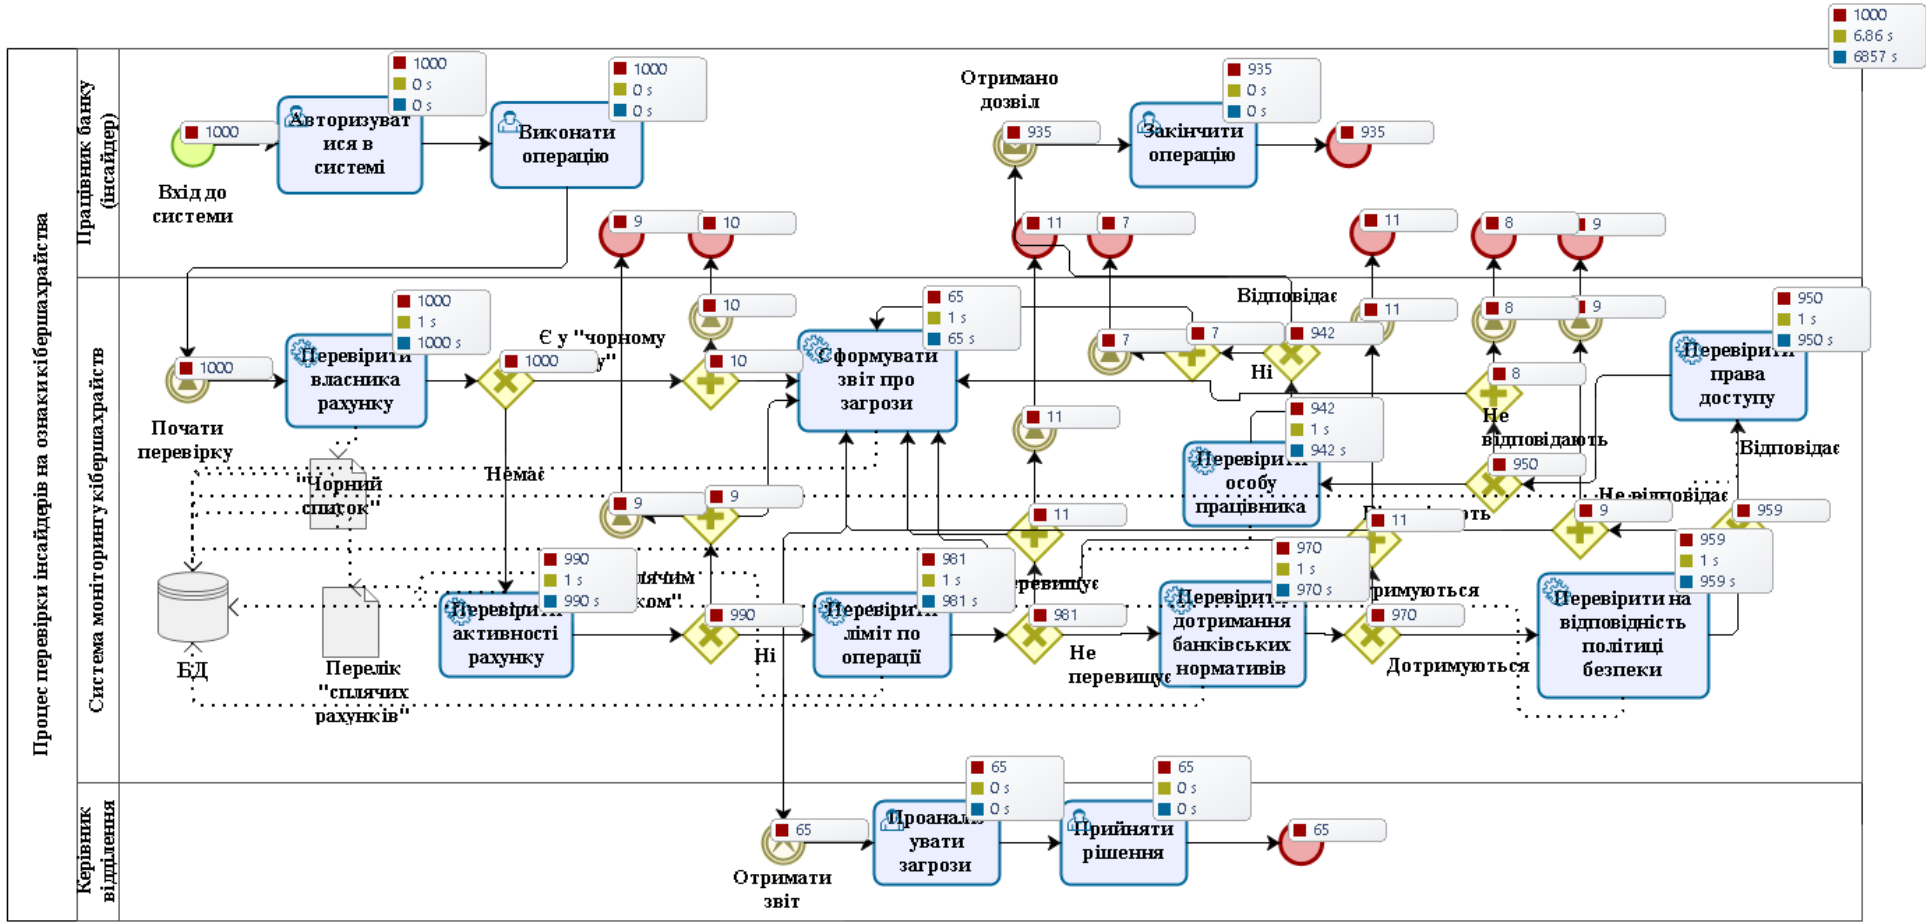 1000
6.86 s
6857 s
Процес перевірки інсайдерів на ознаки кібершахрайства
Працівник банку
(інсайдер)
1000
Вхід до
системи
1000
0 s
0 s
Авторизуват
ися в
системі
1000
0 s
0 s
Виконати
операцію
Отримано
дозвіл
935
935
0 s
0 s
Закінчити
операцію
935
9
10
11
7
11
8
9
Система моніторингу кібершахрайств
1000
Почати
перевірку
1000
1 s
1000 s
Перевірити
власника
рахунку
1000
Є у "чорному
10
10
65
1 s
65 s
Сформувати
звіт про
загрози
7
7
942
Відповідає
Ні
11
8
9
950
1 s
950 s
Перевірити
права
доступу
8
Не
відповідають
950
942
1 s
942 s
Перевірити
особу
працівника
11
Відповідає
Не відповідає
Немає
"Чорний
список"
9
9
11
11
9
959
990
1 s
990 s
Перевірити
активності
рахунку
990
Ні
981
1 s
981 s
Перевірити
ліміт по
операції
981
Не
перевищує
970
1 s
970 s
Перевірити
дотримання
банківських
нормативів
970
Дотримуються
959
1 s
959 s
Перевірити на
відповідність
політиці
безпеки
БД
Перелік
"сплячих
рахунків"
Керівник
відділення
65
Отримати
звіт
65
0 s
0 s
Проаналіз
увати
загрози
65
0 s
0 s
Прийняти
рішення
65